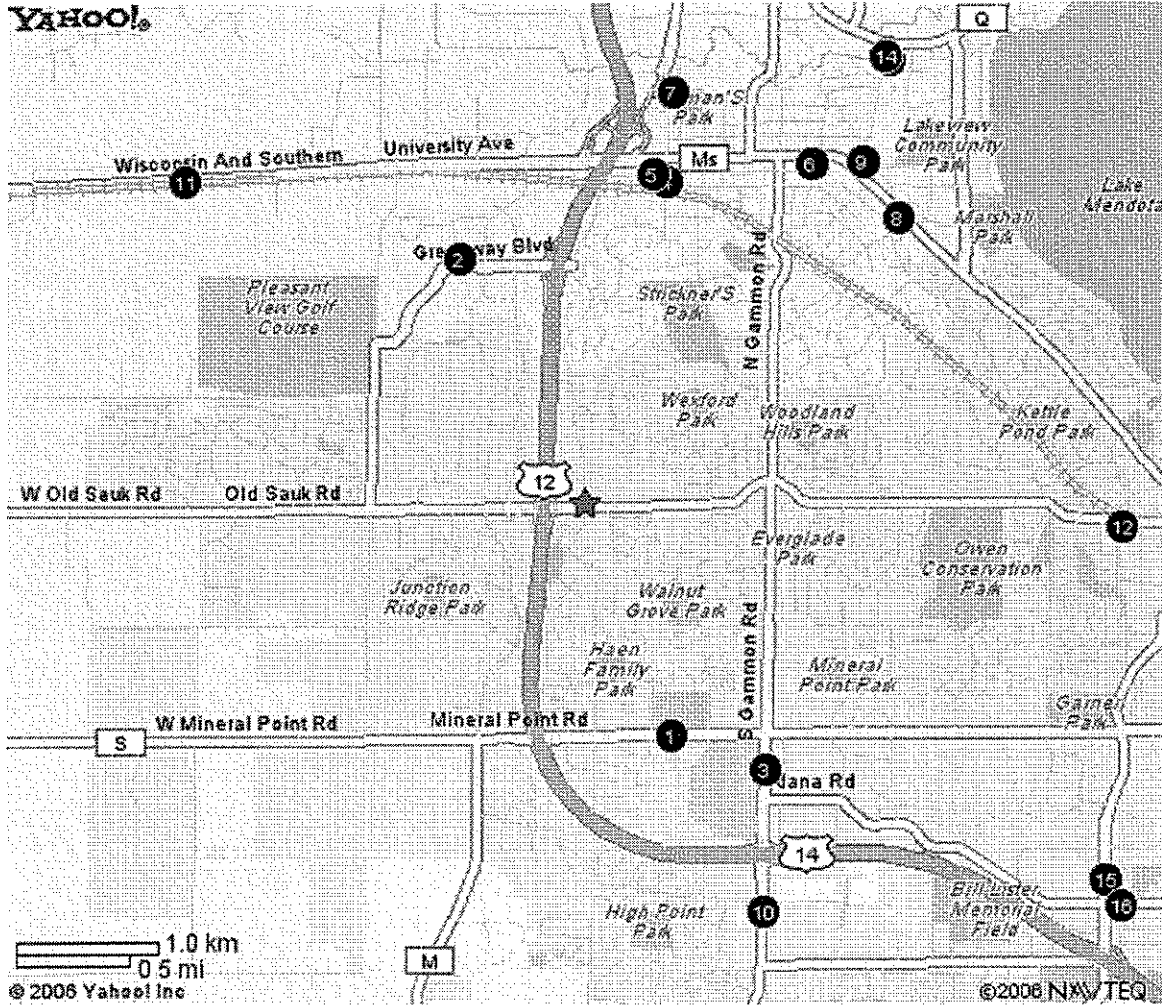 YAHOO!®
Q
14
7
Park
University Ave
Wisconsin And Southern
Ms
Lakeview
Community
Park
5
6
9
11
Lake
Mendota
8
Marshall
Park
Blvd
2
N Gammon Rd
Pleasant
View Golf
Course
Strickner'S
Park
Wexford
Park
Woodland
Hills Park
Kettle
Pond Park
12
W Old Sauk Rd
Old Sauk Rd
12
Everglade
Park
Owen
Conservation
Park
Junction
Ridge Park
Walnut
Grove Park
S Gammon Rd
Haen
Family
Park
Mineral
Point Park
Garner
Park
W Mineral Point Rd
Mineral Point Rd
S
1
3
14
15
16
Memorial
Field
10
High Point
Park
M
1.0 km
0.5 mi
© 2006 Yahoo! Inc
©2006 NAVTEQ